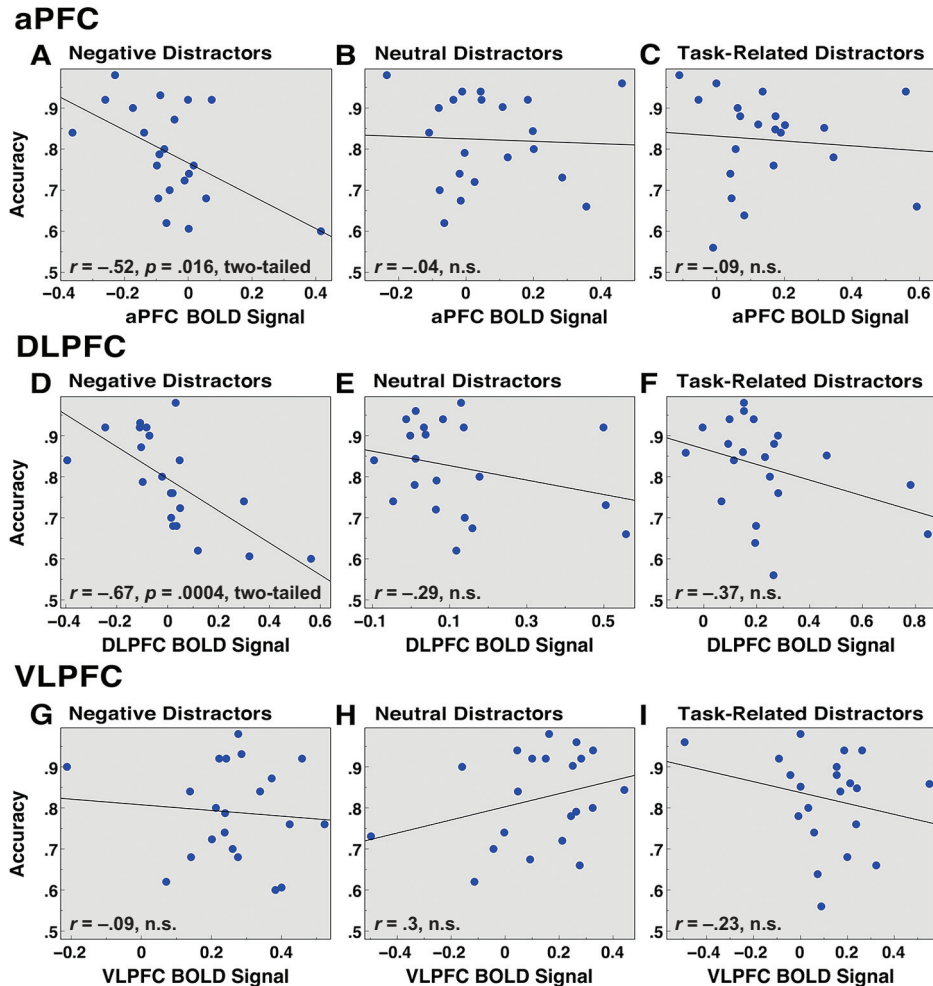 aPFC
A Negative Distractors
B Neutral Distractors
C Task-Related Distractors
Accuracy
.9
.8
.7
.6
.5
r = –.52, p = .016, two-tailed
r = –.04, n.s.
r = –.09, n.s.
−0.4 −0.2 0 0.2 0.4
−0.2 0 0.2 0.4
0 0.2 0.4 0.6
aPFC BOLD Signal
aPFC BOLD Signal
aPFC BOLD Signal
DLPFC
D Negative Distractors
E Neutral Distractors
F Task-Related Distractors
Accuracy
.9
.8
.7
.6
.5
r = –.67, p = .0004, two-tailed
r = –.29, n.s.
r = –.37, n.s.
−0.4 −0.2 0 0.2 0.4 0.6
−0.1 0.1 0.3 0.5
0 0.2 0.4 0.6 0.8
DLPFC BOLD Signal
DLPFC BOLD Signal
DLPFC BOLD Signal
VLPFC
G Negative Distractors
H Neutral Distractors
I Task-Related Distractors
Accuracy
.9
.8
.7
.6
.5
r = –.09, n.s.
r = .3, n.s.
r = –.23, n.s.
−0.2 0 0.2 0.4
−0.4 −0.2 0 0.2 0.4
−0.4 −0.2 0 0.2 0.4
VLPFC BOLD Signal
VLPFC BOLD Signal
VLPFC BOLD Signal